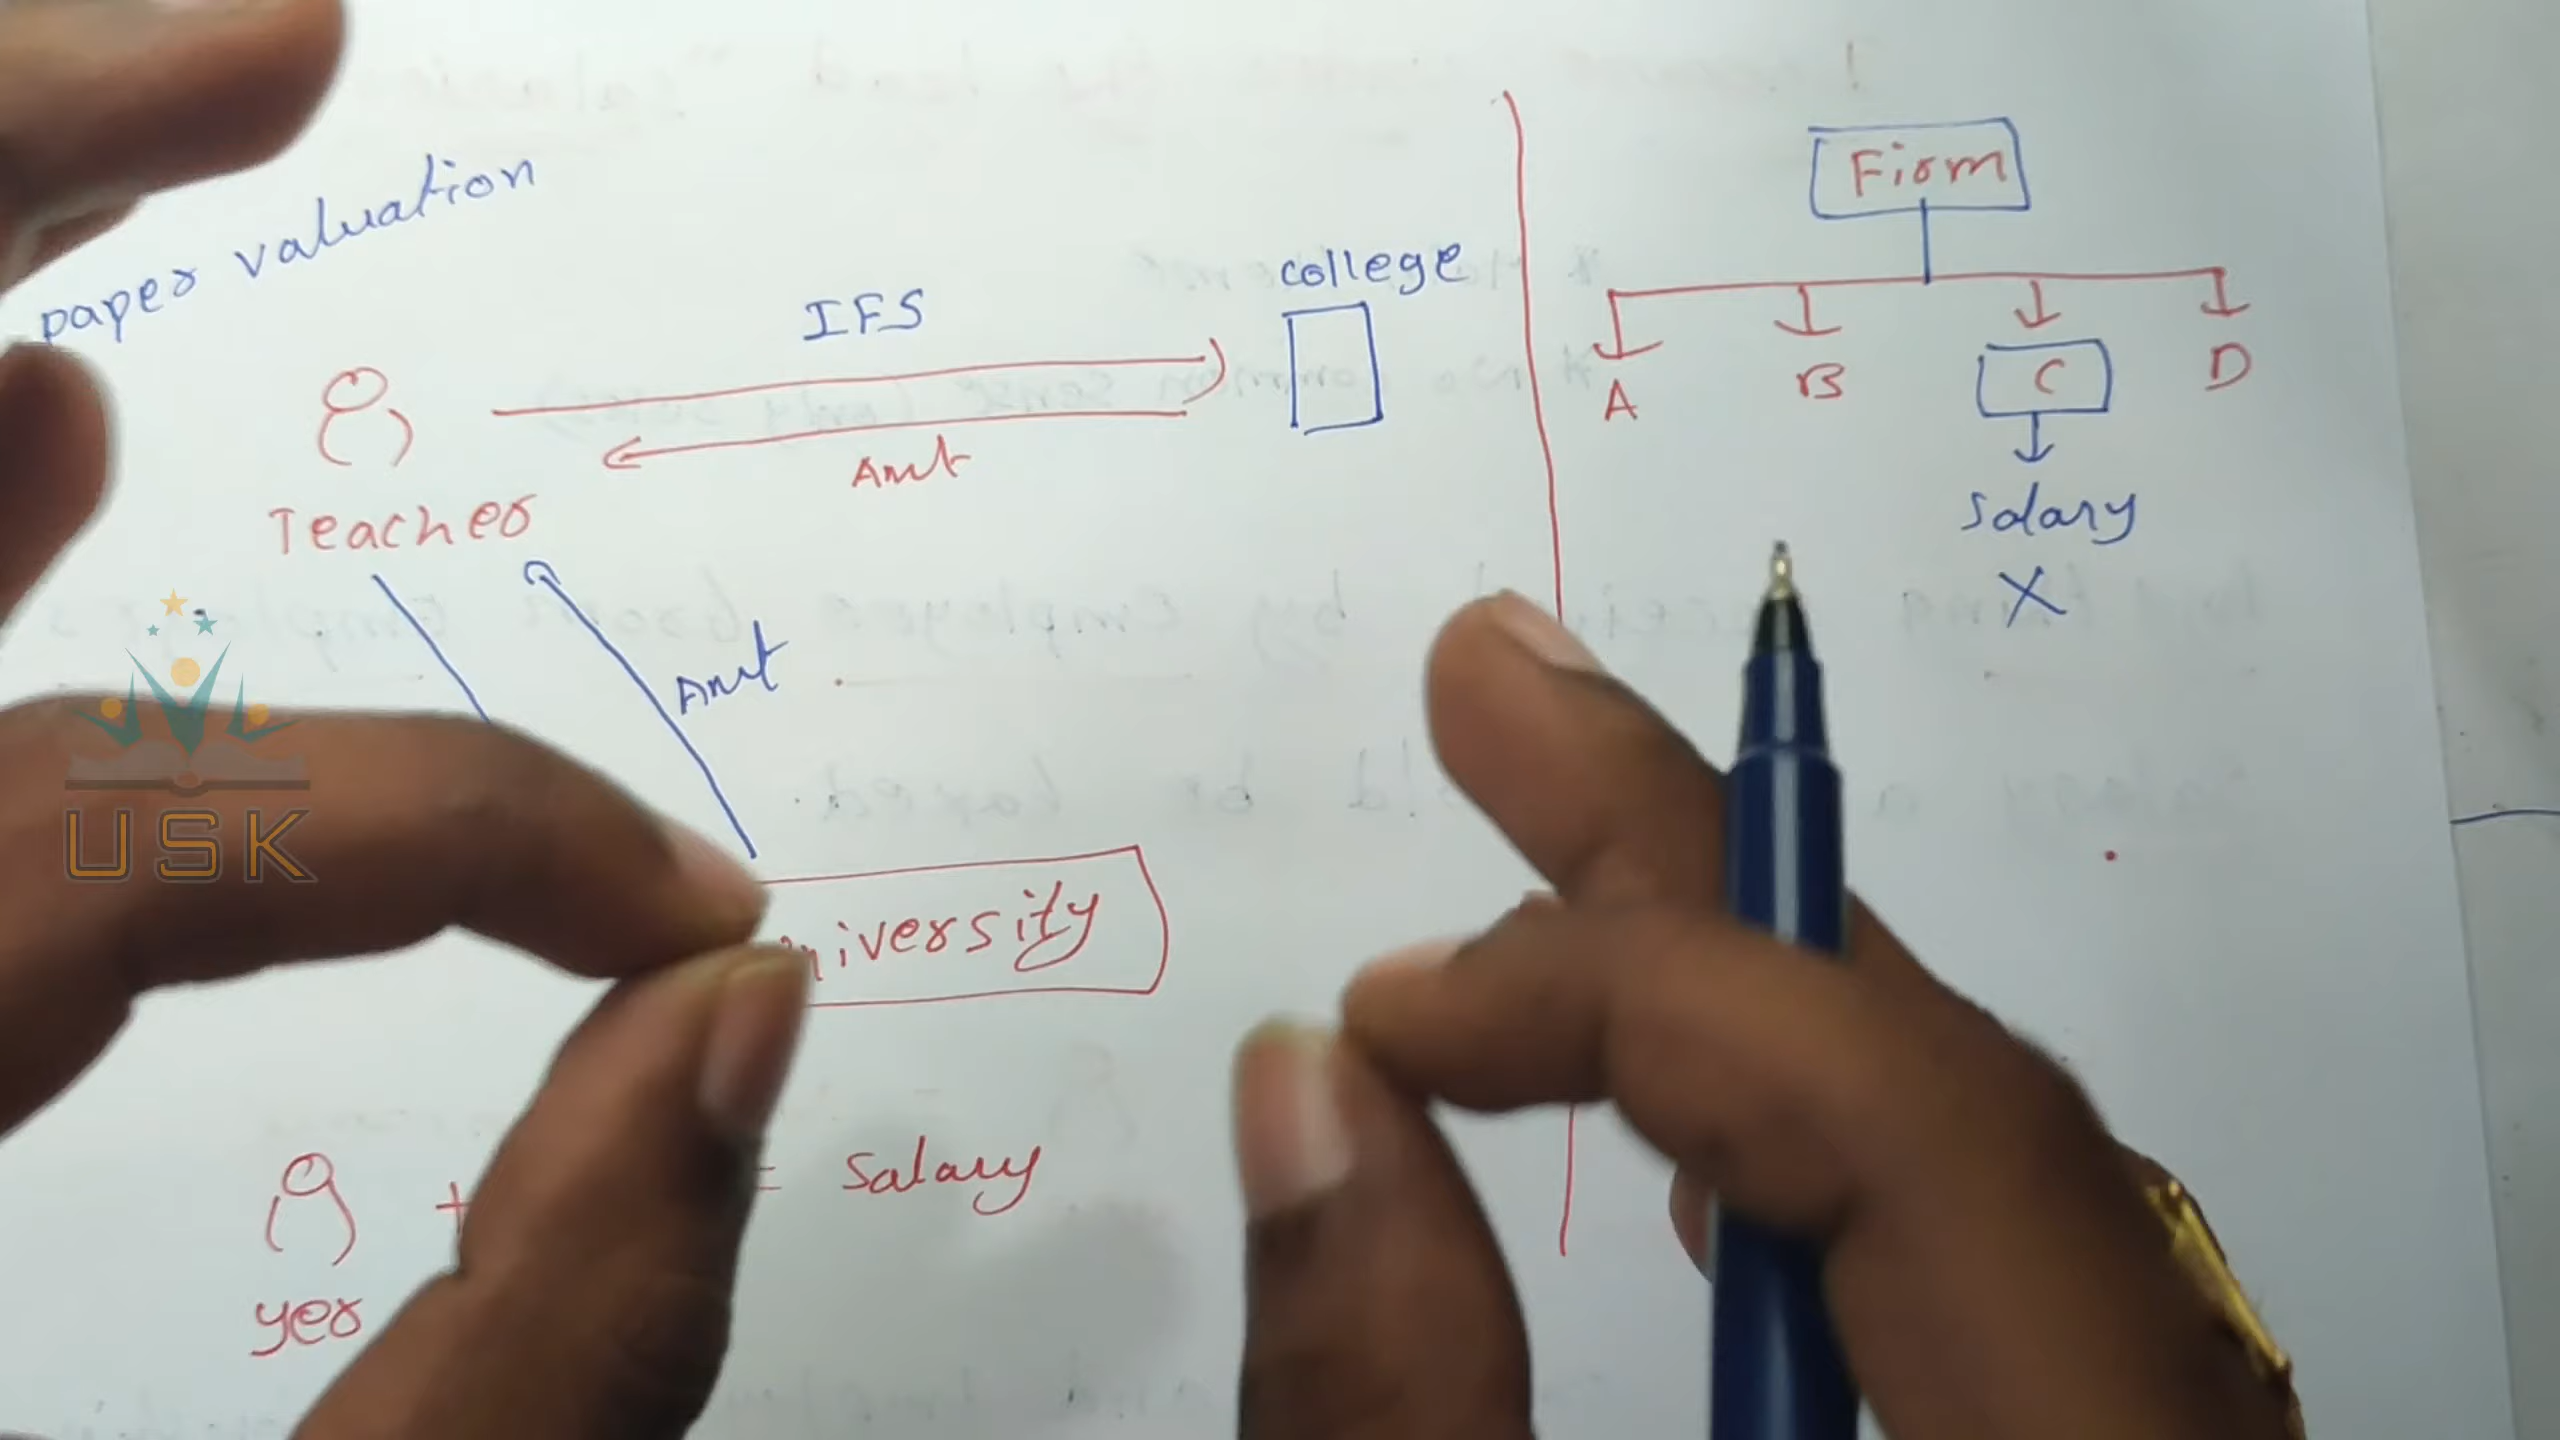 paper valuation
IFS
college
Amt
Teacher
Amt
niversity
+ = Salary
yer
Firm
A B C D
Salary
X
USK